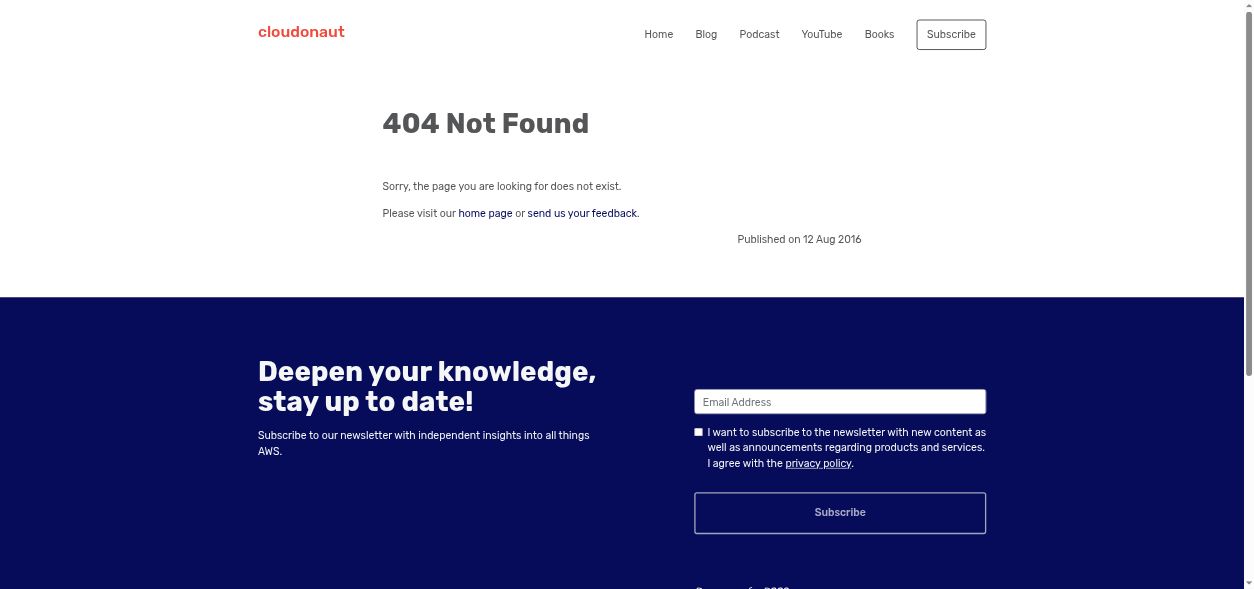 cloudonaut
Home Blog Podcast YouTube Books Subscribe
404 Not Found
Sorry, the page you are looking for does not exist.
Please visit our home page or send us your feedback.
Published on 12 Aug 2016
Deepen your knowledge,
stay up to date!
Subscribe to our newsletter with independent insights into all things
AWS.
Email Address
I want to subscribe to the newsletter with new content as
well as announcements regarding products and services.
I agree with the privacy policy.
Subscribe